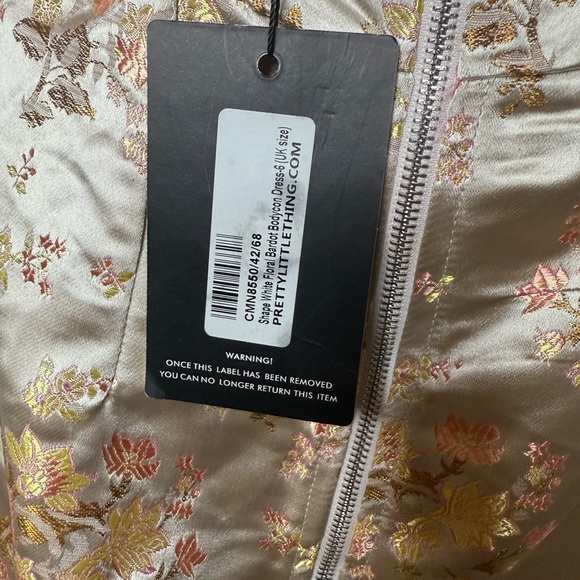 CMN8550/42/68
Shape White Floral Bardot Bodycon Dress-6 (UK size)
PRETTYLITTLETHING.COM
WARNING!
ONCE THIS LABEL HAS BEEN REMOVED
YOU CAN NO LONGER RETURN THIS ITEM